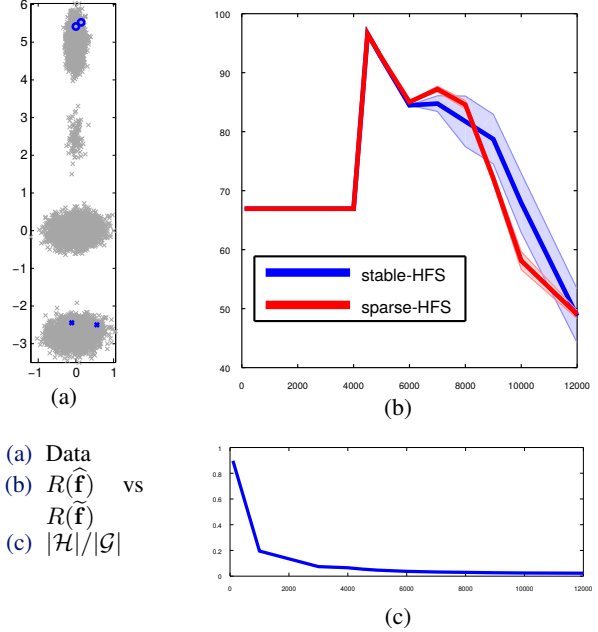 6
5
4
3
2
1
0
−1
−2
−3
−1 0 1
(a)
100
90
80
70
60
50
40
0 2000 4000 6000 8000 10000 12000
stable-HFS
sparse-HFS
(b)
(a) Data
(b) R(f̂) vs
R(f̃)
(c) |ℋ|/|𝒢|
1
0.8
0.6
0.4
0.2
0
0 2000 4000 6000 8000 10000 12000
(c)